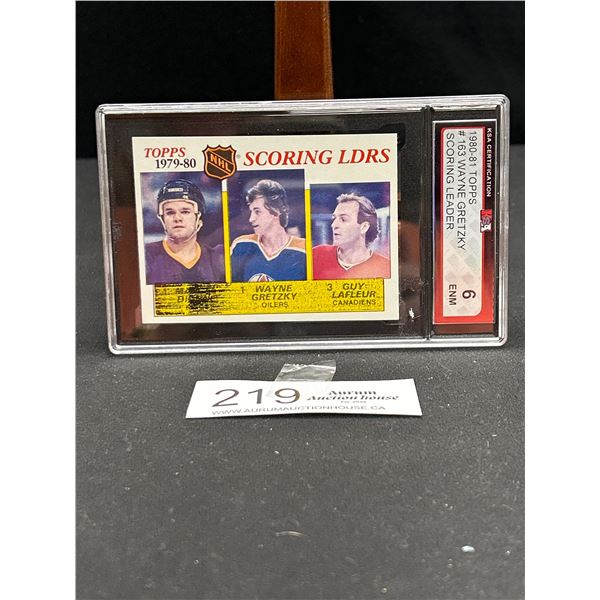 TOPPS
1979-80
NHL
SCORING LDRS
1 WAYNE
GRETZKY
OILERS
3 GUY
LAFLEUR
CANADIENS
KSA CERTIFICATION
1980-81 TOPPS
#163 WAYNE GRETZKY
SCORING LEADER
6
ENM
219
Aurum
Auction house
WWW.AURUMAUCTIONHOUSE.CA